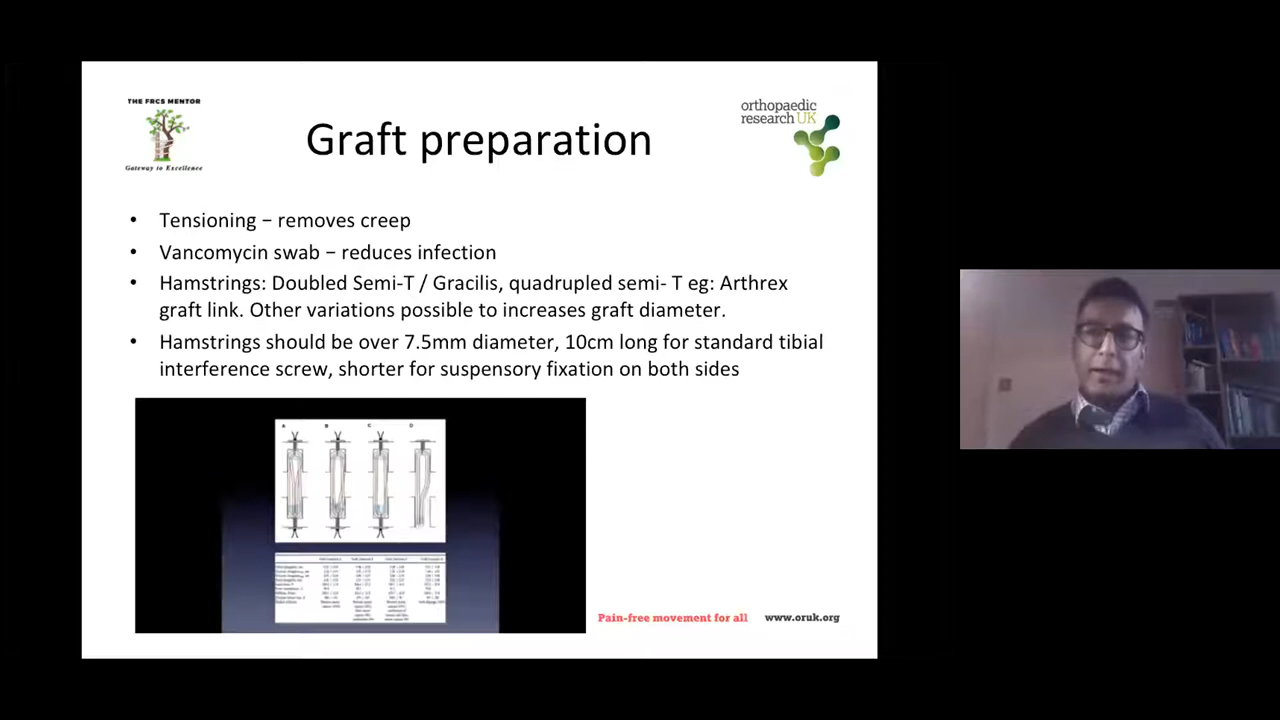 THE FRCS MENTOR
Gateway to Excellence
orthopaedic
research UK
Graft preparation
• Tensioning – removes creep
• Vancomycin swab – reduces infection
• Hamstrings: Doubled Semi-T / Gracilis, quadrupled semi- T eg: Arthrex
graft link. Other variations possible to increases graft diameter.
• Hamstrings should be over 7.5mm diameter, 10cm long for standard tibial
interference screw, shorter for suspensory fixation on both sides
A B C D
Pain-free movement for all www.oruk.org